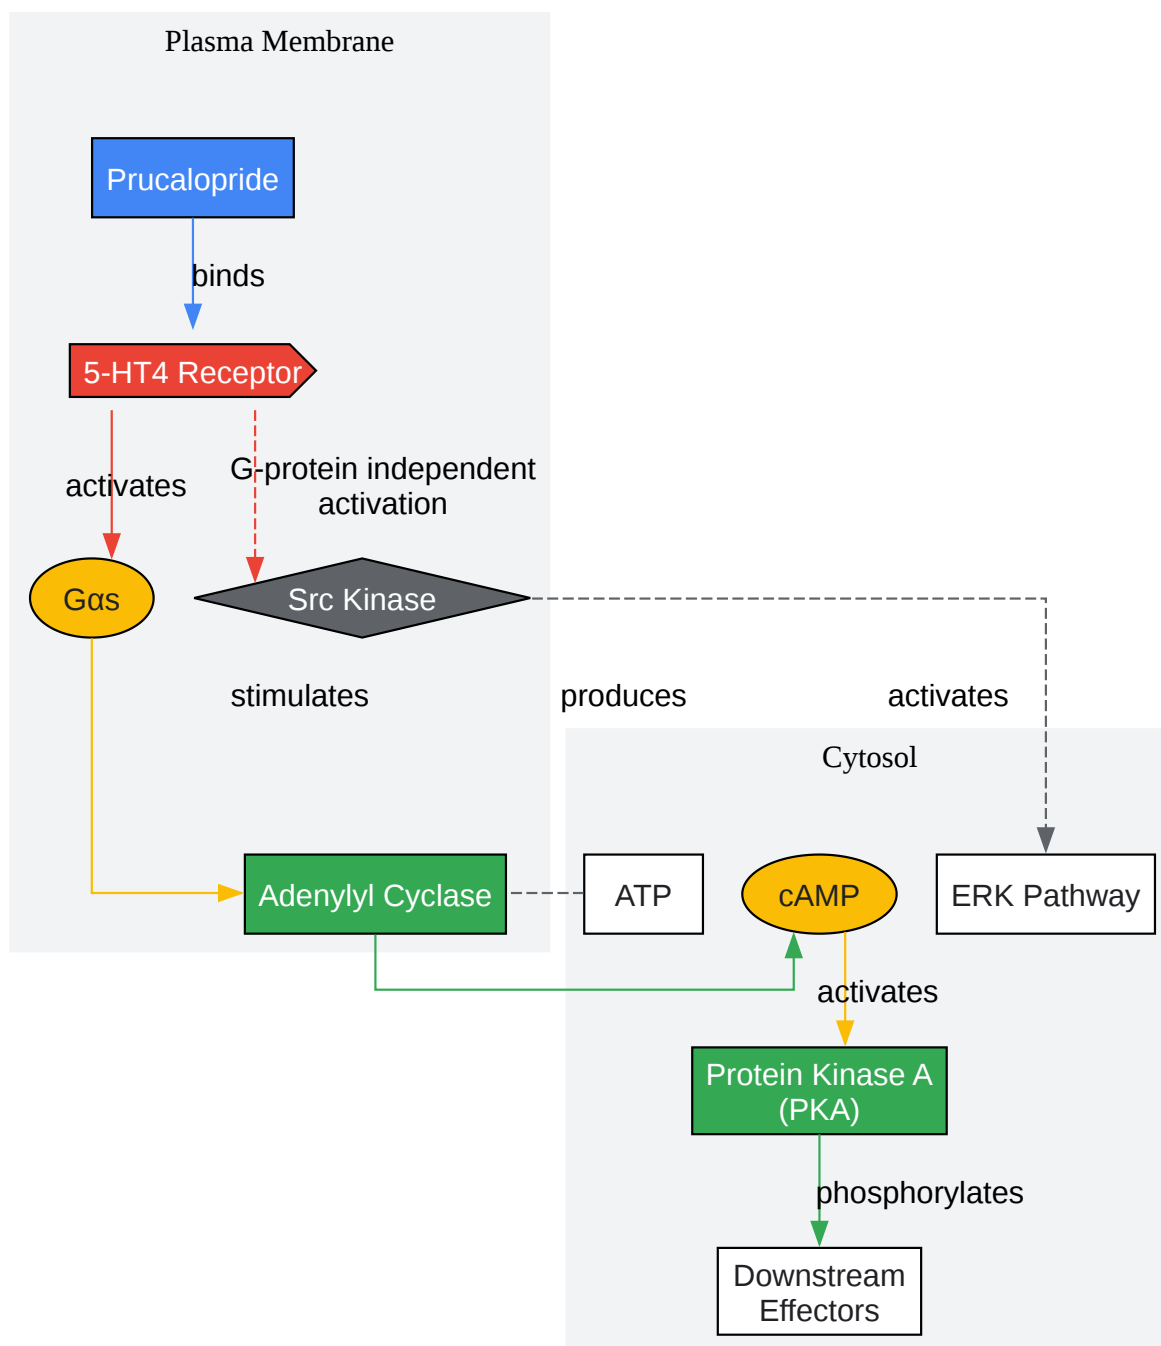 Plasma Membrane
Prucalopride
binds
5-HT4 Receptor
activates
G-protein independent
activation
Gαs
Src Kinase
stimulates
produces
activates
Cytosol
Adenylyl Cyclase
ATP
cAMP
ERK Pathway
activates
Protein Kinase A
(PKA)
phosphorylates
Downstream
Effectors